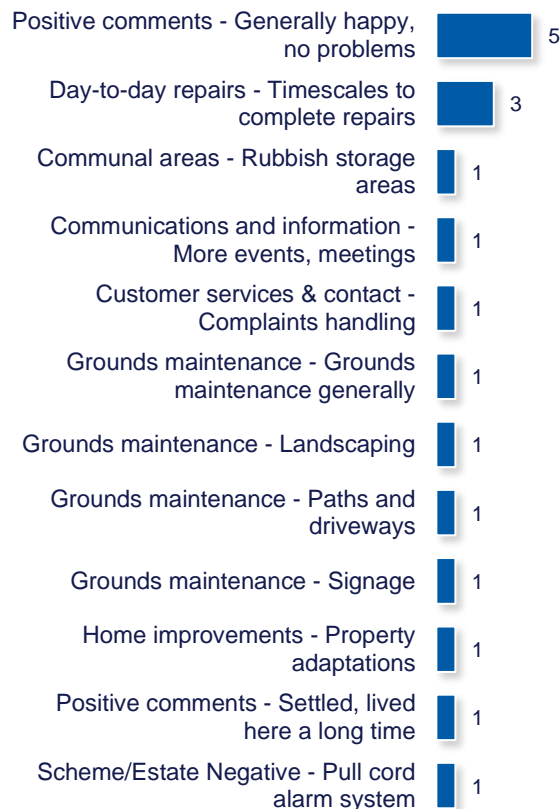 Positive comments - Generally happy,
no problems
5
Day-to-day repairs - Timescales to
complete repairs
3
Communal areas - Rubbish storage
areas
1
Communications and information -
More events, meetings
1
Customer services & contact -
Complaints handling
1
Grounds maintenance - Grounds
maintenance generally
1
Grounds maintenance - Landscaping
1
Grounds maintenance - Paths and
driveways
1
Grounds maintenance - Signage
1
Home improvements - Property
adaptations
1
Positive comments - Settled, lived
here a long time
1
Scheme/Estate Negative - Pull cord
alarm system
1